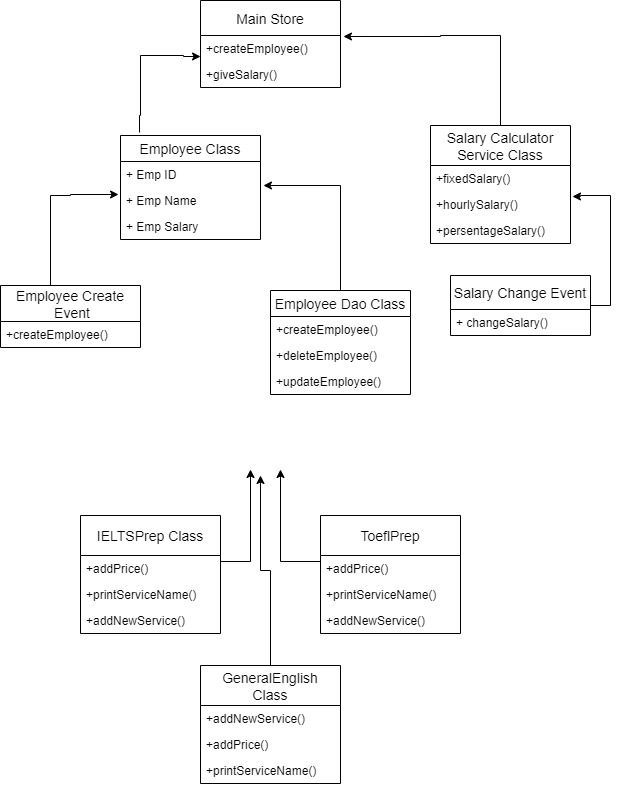 Main Store
+createEmployee()
+giveSalary()
Employee Class
+ Emp ID
+ Emp Name
+ Emp Salary
Salary Calculator
Service Class
+fixedSalary()
+hourlySalary()
+persentageSalary()
Employee Create
Event
+createEmployee()
Employee Dao Class
+createEmployee()
+deleteEmployee()
+updateEmployee()
Salary Change Event
+ changeSalary()
IELTSPrep Class
+addPrice()
+printServiceName()
+addNewService()
ToeflPrep
+addPrice()
+printServiceName()
+addNewService()
GeneralEnglish
Class
+addNewService()
+addPrice()
+printServiceName()